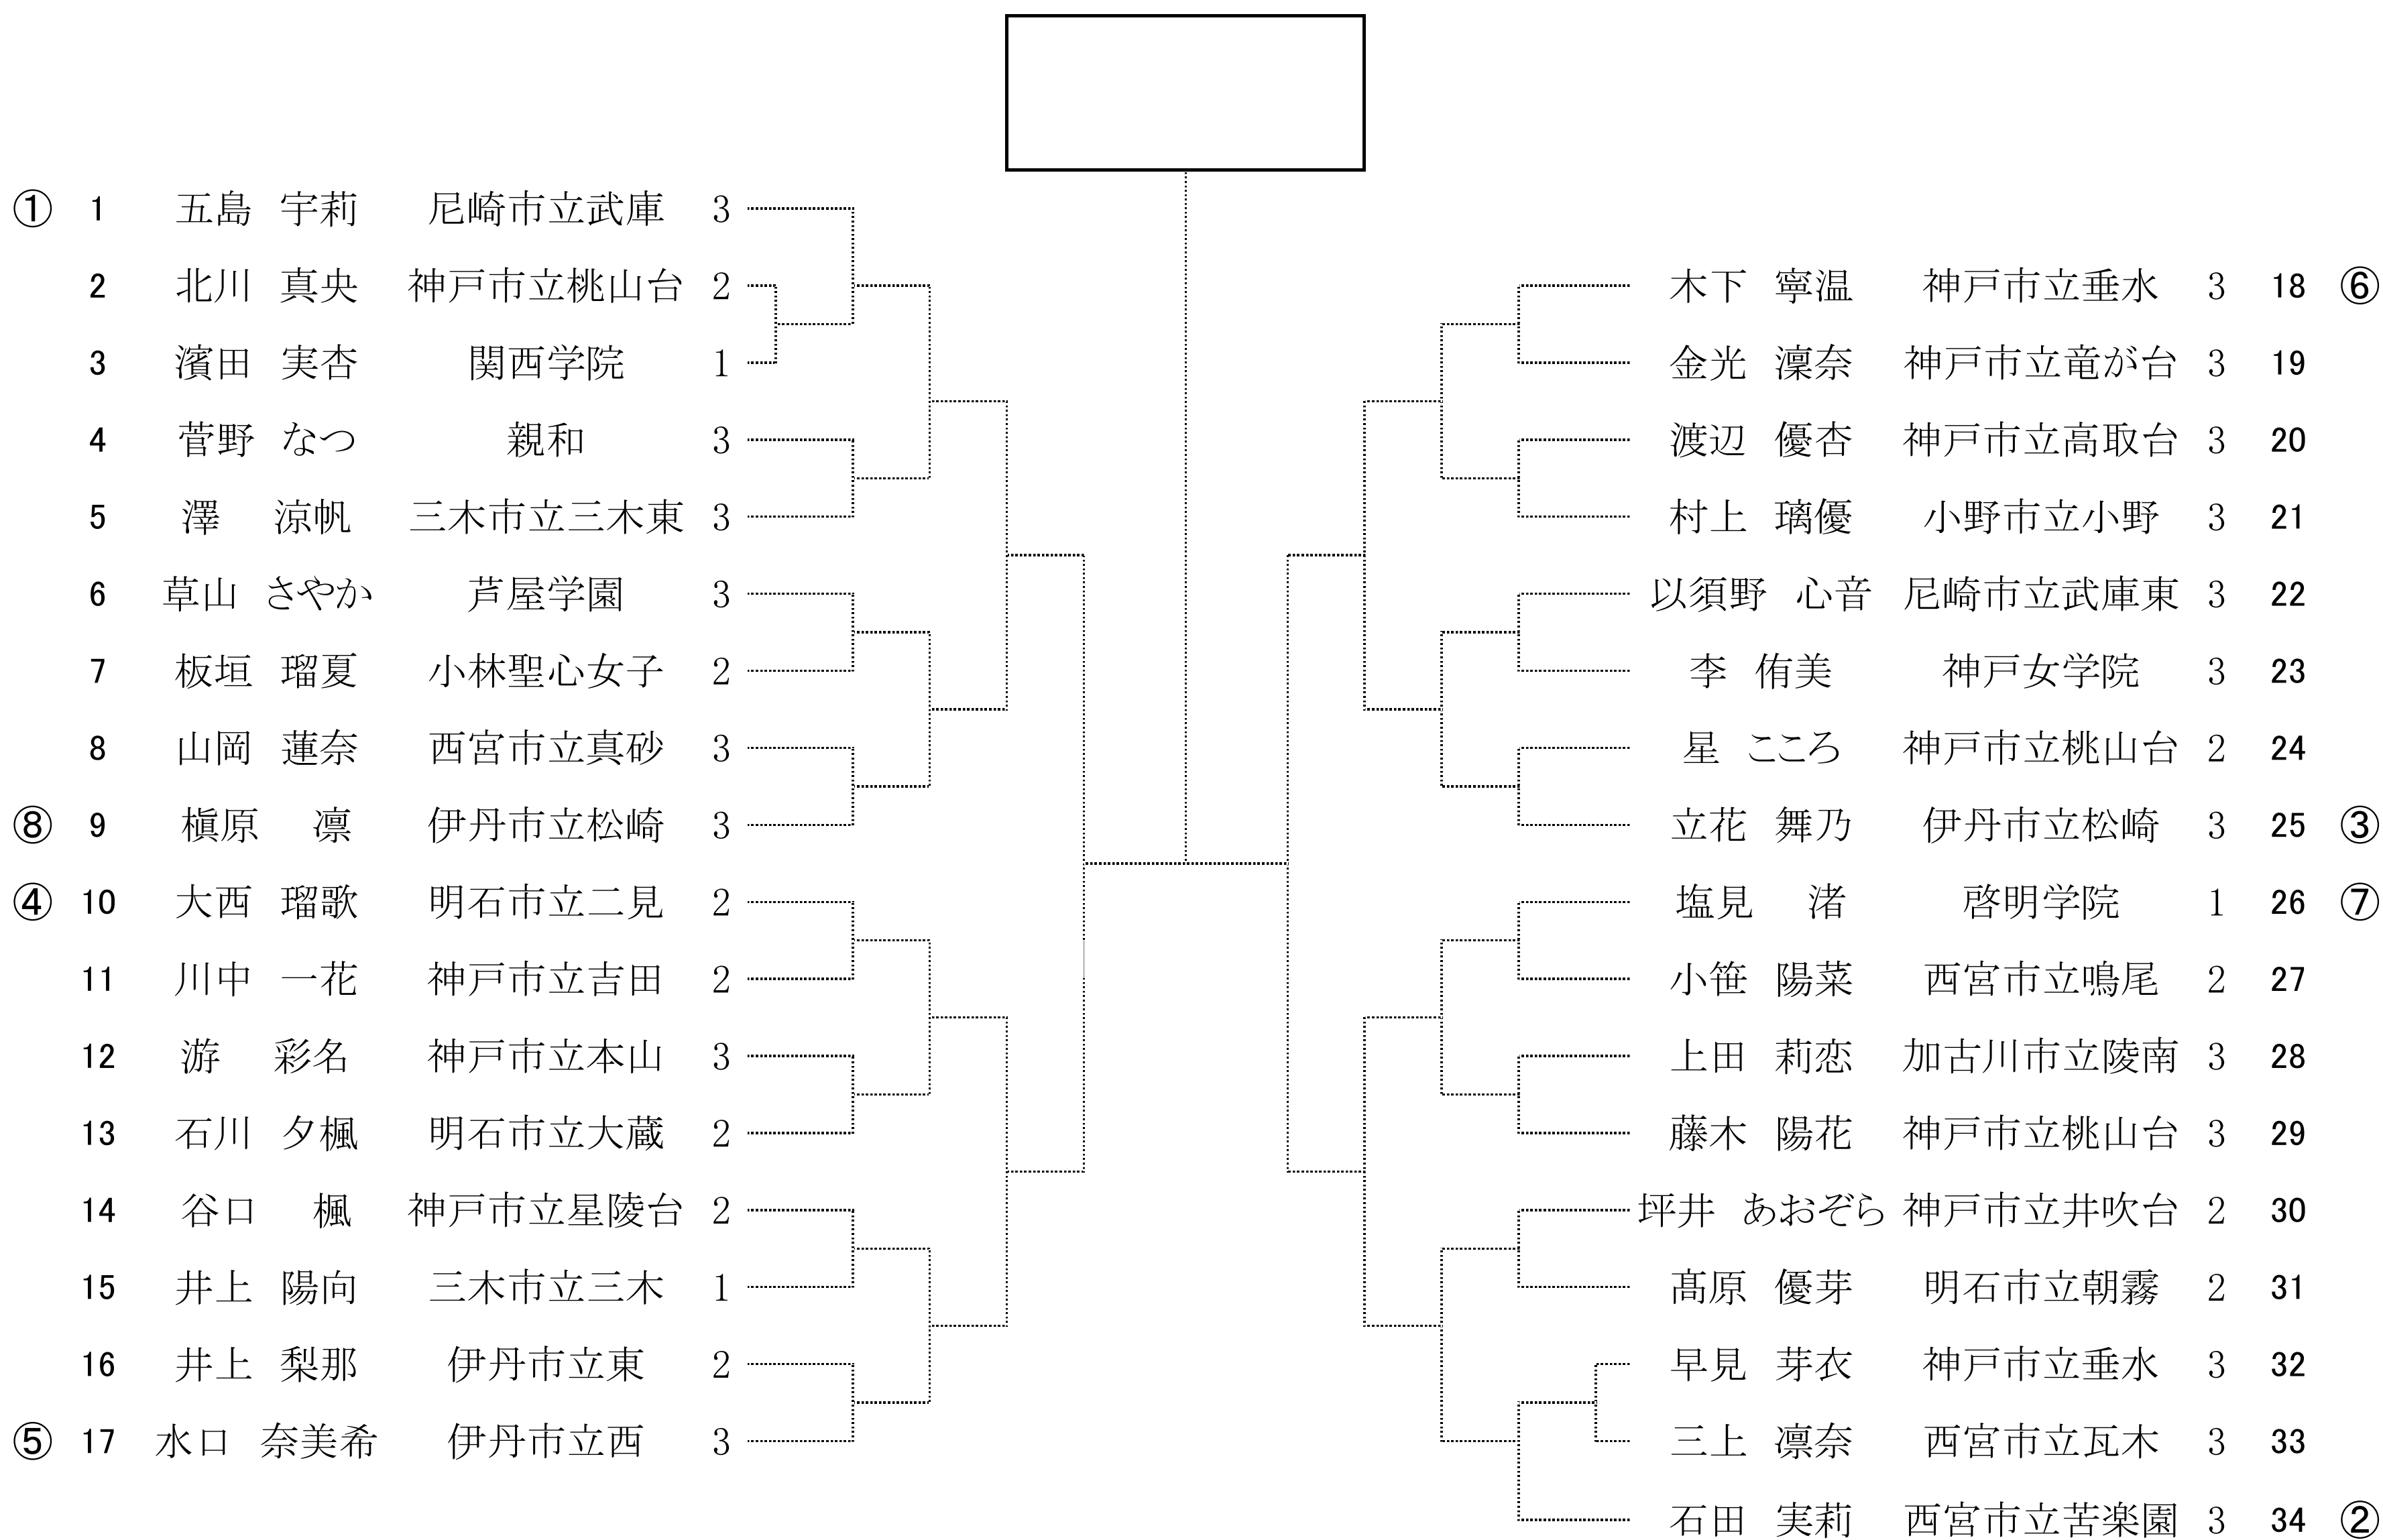 ① 1 五島 宇莉 尼崎市立武庫 3
2 北川 真央 神戸市立桃山台 2
3 濱田 実杏 関西学院 1
4 菅野 なつ 親和 3
5 澤 涼帆 三木市立三木東 3
6 草山 さやか 芦屋学園 3
7 板垣 瑠夏 小林聖心女子 2
8 山岡 蓮奈 西宮市立真砂 3
⑧ 9 槇原 凛 伊丹市立松崎 3
④ 10 大西 瑠歌 明石市立二見 2
11 川中 一花 神戸市立吉田 2
12 游 彩名 神戸市立本山 3
13 石川 夕楓 明石市立大蔵 2
14 谷口 楓 神戸市立星陵台 2
15 井上 陽向 三木市立三木 1
16 井上 梨那 伊丹市立東 2
⑤ 17 水口 奈美希 伊丹市立西 3
木下 寧温 神戸市立垂水 3 18 ⑥
金光 凜奈 神戸市立竜が台 3 19
渡辺 優杏 神戸市立高取台 3 20
村上 璃優 小野市立小野 3 21
以須野 心音 尼崎市立武庫東 3 22
李 侑美 神戸女学院 3 23
星 こころ 神戸市立桃山台 2 24
立花 舞乃 伊丹市立松崎 3 25 ③
塩見 渚 啓明学院 1 26 ⑦
小笹 陽菜 西宮市立鳴尾 2 27
上田 莉恋 加古川市立陵南 3 28
藤木 陽花 神戸市立桃山台 3 29
坪井 あおぞら 神戸市立井吹台 2 30
髙原 優芽 明石市立朝霧 2 31
早見 芽衣 神戸市立垂水 3 32
三上 凛奈 西宮市立瓦木 3 33
石田 実莉 西宮市立苦楽園 3 34 ②